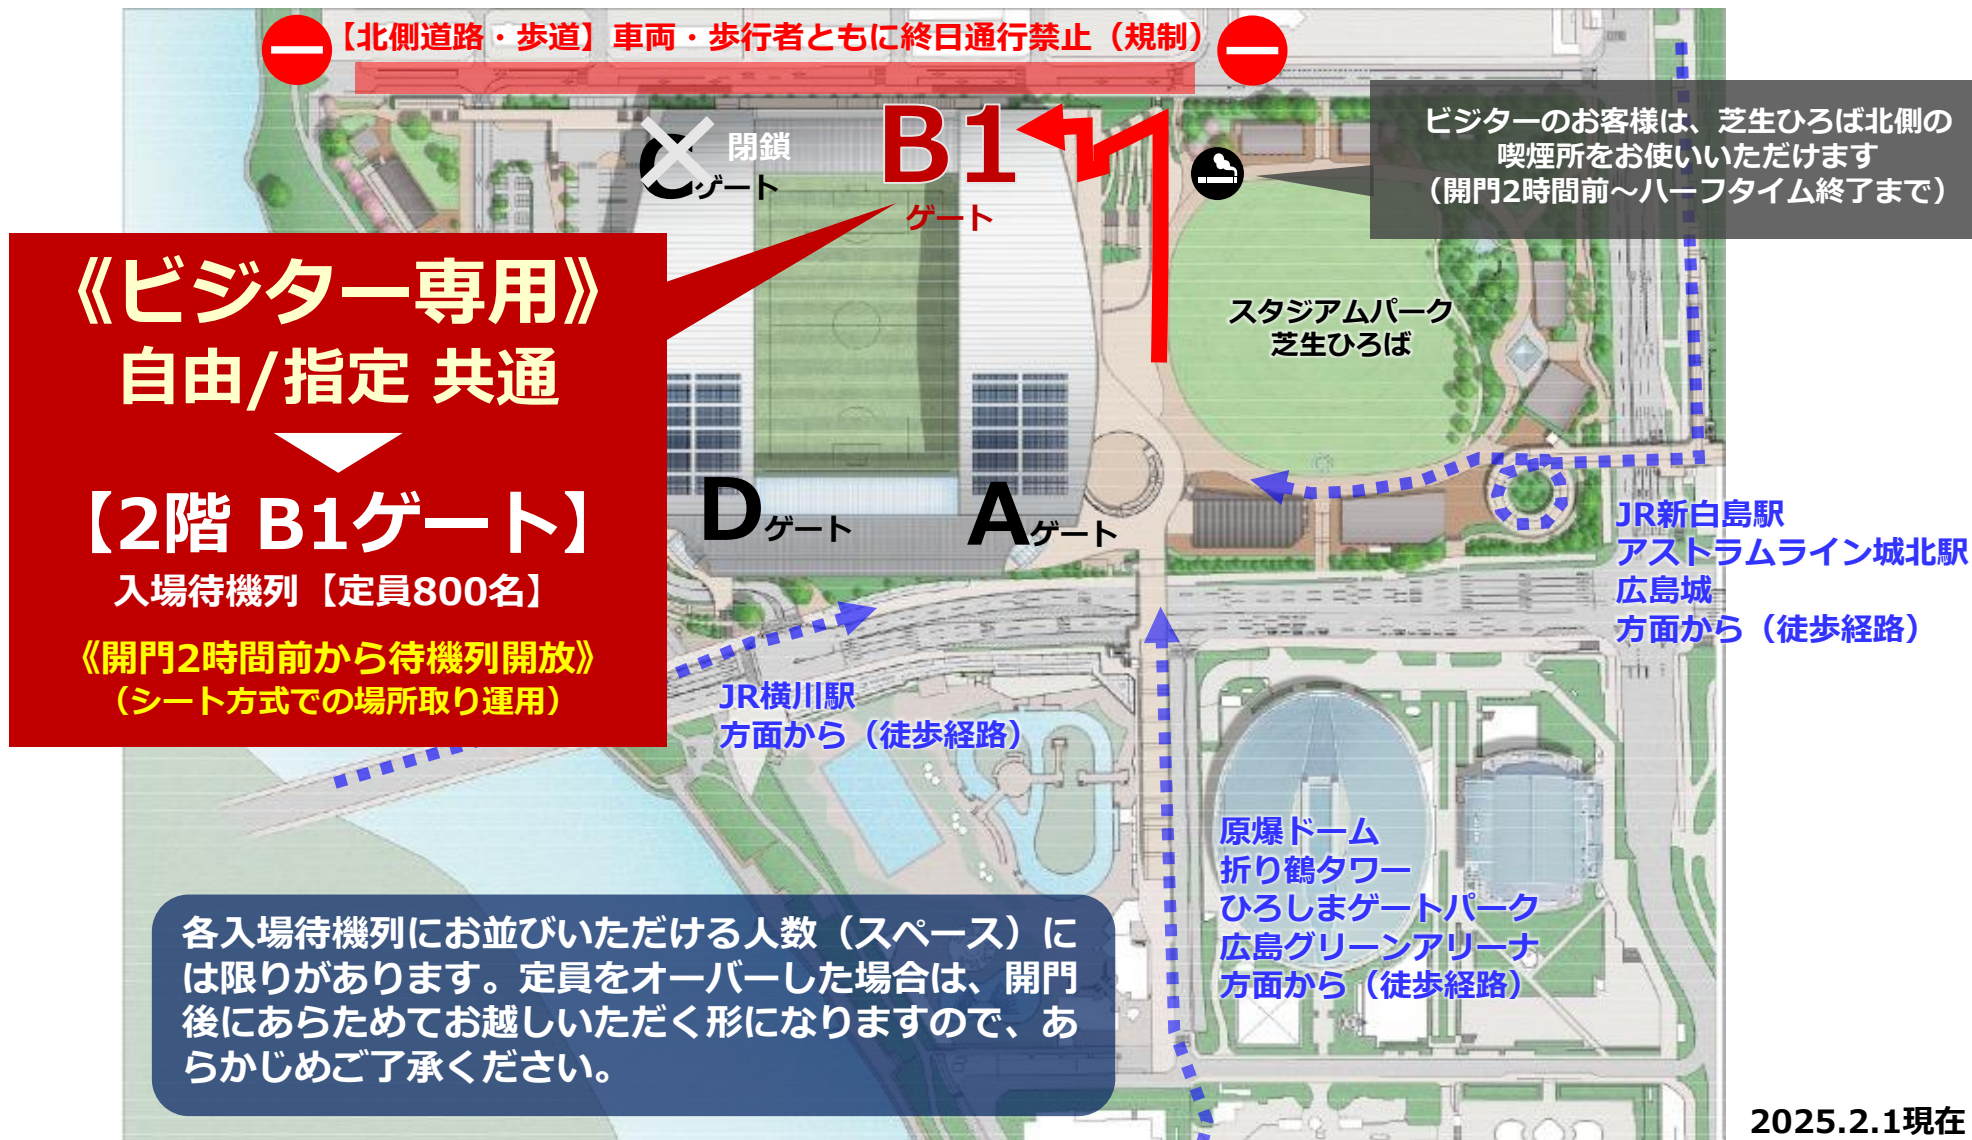 【北側道路・歩道】車両・歩行者ともに終日通行禁止（規制）
ビジターのお客様は、芝生ひろば北側の
喫煙所をお使いいただけます
（開門2時間前～ハーフタイム終了まで）
B1
ゲート
C
ゲート
閉鎖
《ビジター専用》
自由/指定 共通
【2階 B1ゲート】
入場待機列【定員800名】
《開門2時間前から待機列開放》
（シート方式での場所取り運用）
スタジアムパーク
芝生ひろば
Dゲート
Aゲート
JR新白島駅
アストラムライン城北駅
広島城
方面から（徒歩経路）
JR横川駅
方面から（徒歩経路）
原爆ドーム
折り鶴タワー
ひろしまゲートパーク
広島グリーンアリーナ
方面から（徒歩経路）
各入場待機列にお並びいただける人数（スペース）に
は限りがあります。定員をオーバーした場合は、開門
後にあらためてお越しいただく形になりますので、あ
らかじめご了承ください。
2025.2.1現在